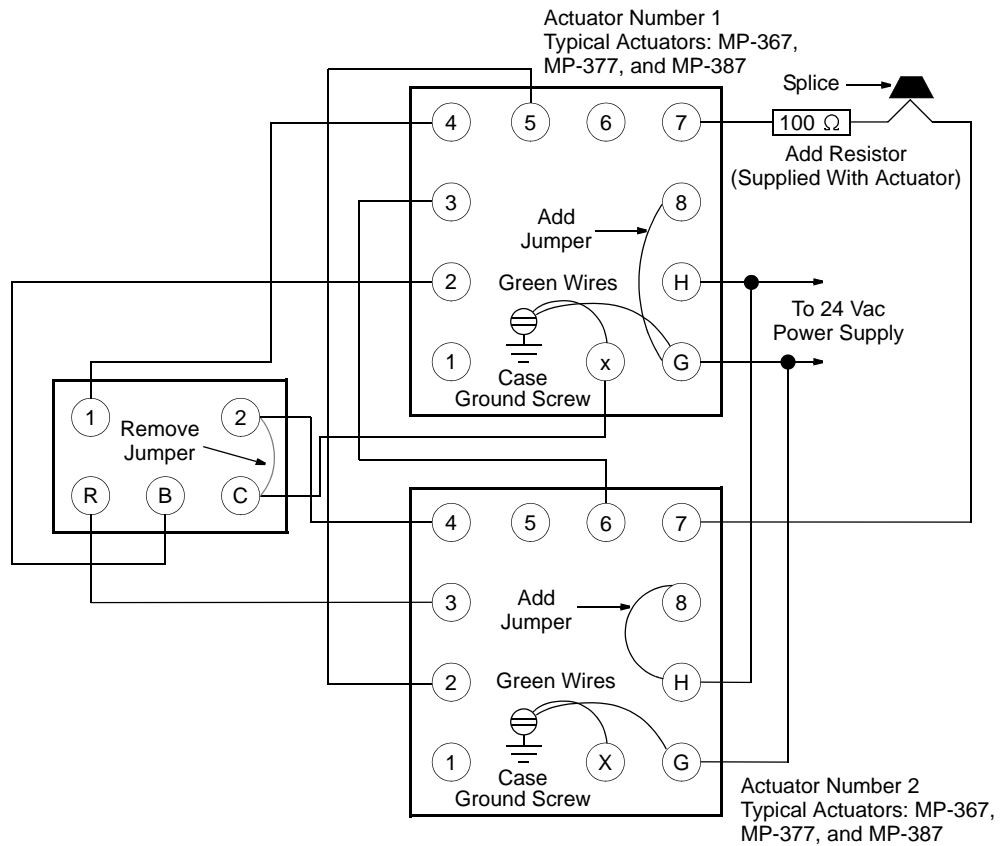 Actuator Number 1
Typical Actuators: MP-367,
MP-377, and MP-387
Splice
4
5
6
7
100 Ω
Add Resistor
(Supplied With Actuator)
3
Add
Jumper
8
2
Green Wires
H
To 24 Vac
Power Supply
1
x
G
Case
Ground Screw
1
2
Remove
Jumper
R
B
C
4
5
6
7
3
Add
Jumper
8
2
Green Wires
H
1
X
G
Case
Ground Screw
Actuator Number 2
Typical Actuators: MP-367,
MP-377, and MP-387